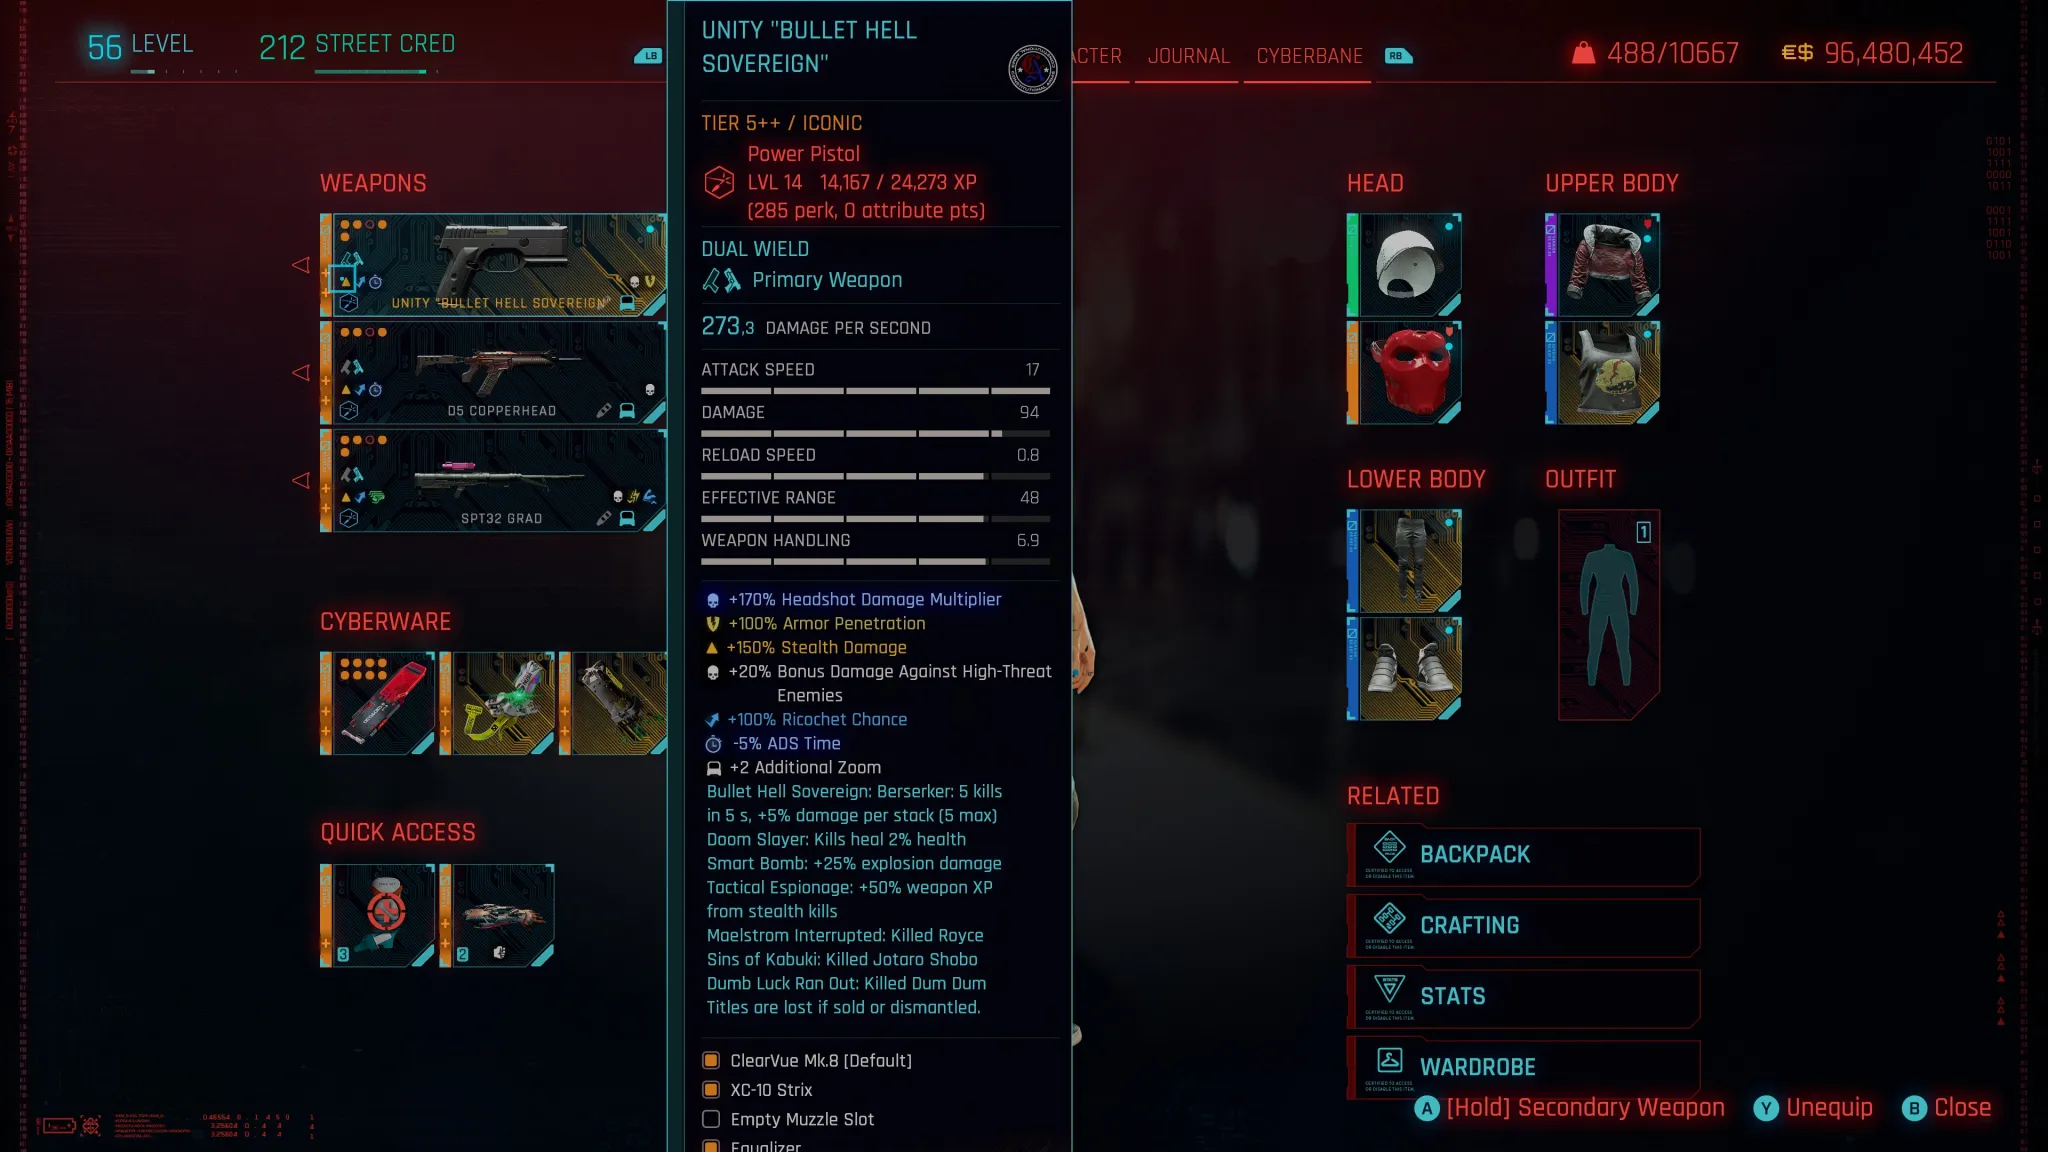 56 LEVEL
212 STREET CRED
LB
ACTER
JOURNAL
CYBERBANE
RB
488/10667
€$ 96,480,452
UNITY "BULLET HELL
SOVEREIGN"
TIER 5++ / ICONIC
Power Pistol
LVL 14 14,167 / 24,273 XP
(285 perk, 0 attribute pts)
DUAL WIELD
Primary Weapon
273,3 DAMAGE PER SECOND
ATTACK SPEED 17
DAMAGE 94
RELOAD SPEED 0.8
EFFECTIVE RANGE 48
WEAPON HANDLING 6.9
+170% Headshot Damage Multiplier
+100% Armor Penetration
+150% Stealth Damage
+20% Bonus Damage Against High-Threat
Enemies
+100% Ricochet Chance
-5% ADS Time
+2 Additional Zoom
Bullet Hell Sovereign: Berserker: 5 kills
in 5 s, +5% damage per stack (5 max)
Doom Slayer: Kills heal 2% health
Smart Bomb: +25% explosion damage
Tactical Espionage: +50% weapon XP
from stealth kills
Maelstrom Interrupted: Killed Royce
Sins of Kabuki: Killed Jotaro Shobo
Dumb Luck Ran Out: Killed Dum Dum
Titles are lost if sold or dismantled.
ClearVue Mk.8 [Default]
XC-10 Strix
Empty Muzzle Slot
Equalizer
WEAPONS
UNITY "BULLET HELL SOVEREIGN"
D5 COPPERHEAD
SPT32 GRAD
CYBERWARE
QUICK ACCESS
3
2
HEAD
UPPER BODY
LOWER BODY
OUTFIT
1
RELATED
BACKPACK
CRAFTING
STATS
WARDROBE
A [Hold] Secondary Weapon
Y Unequip
B Close